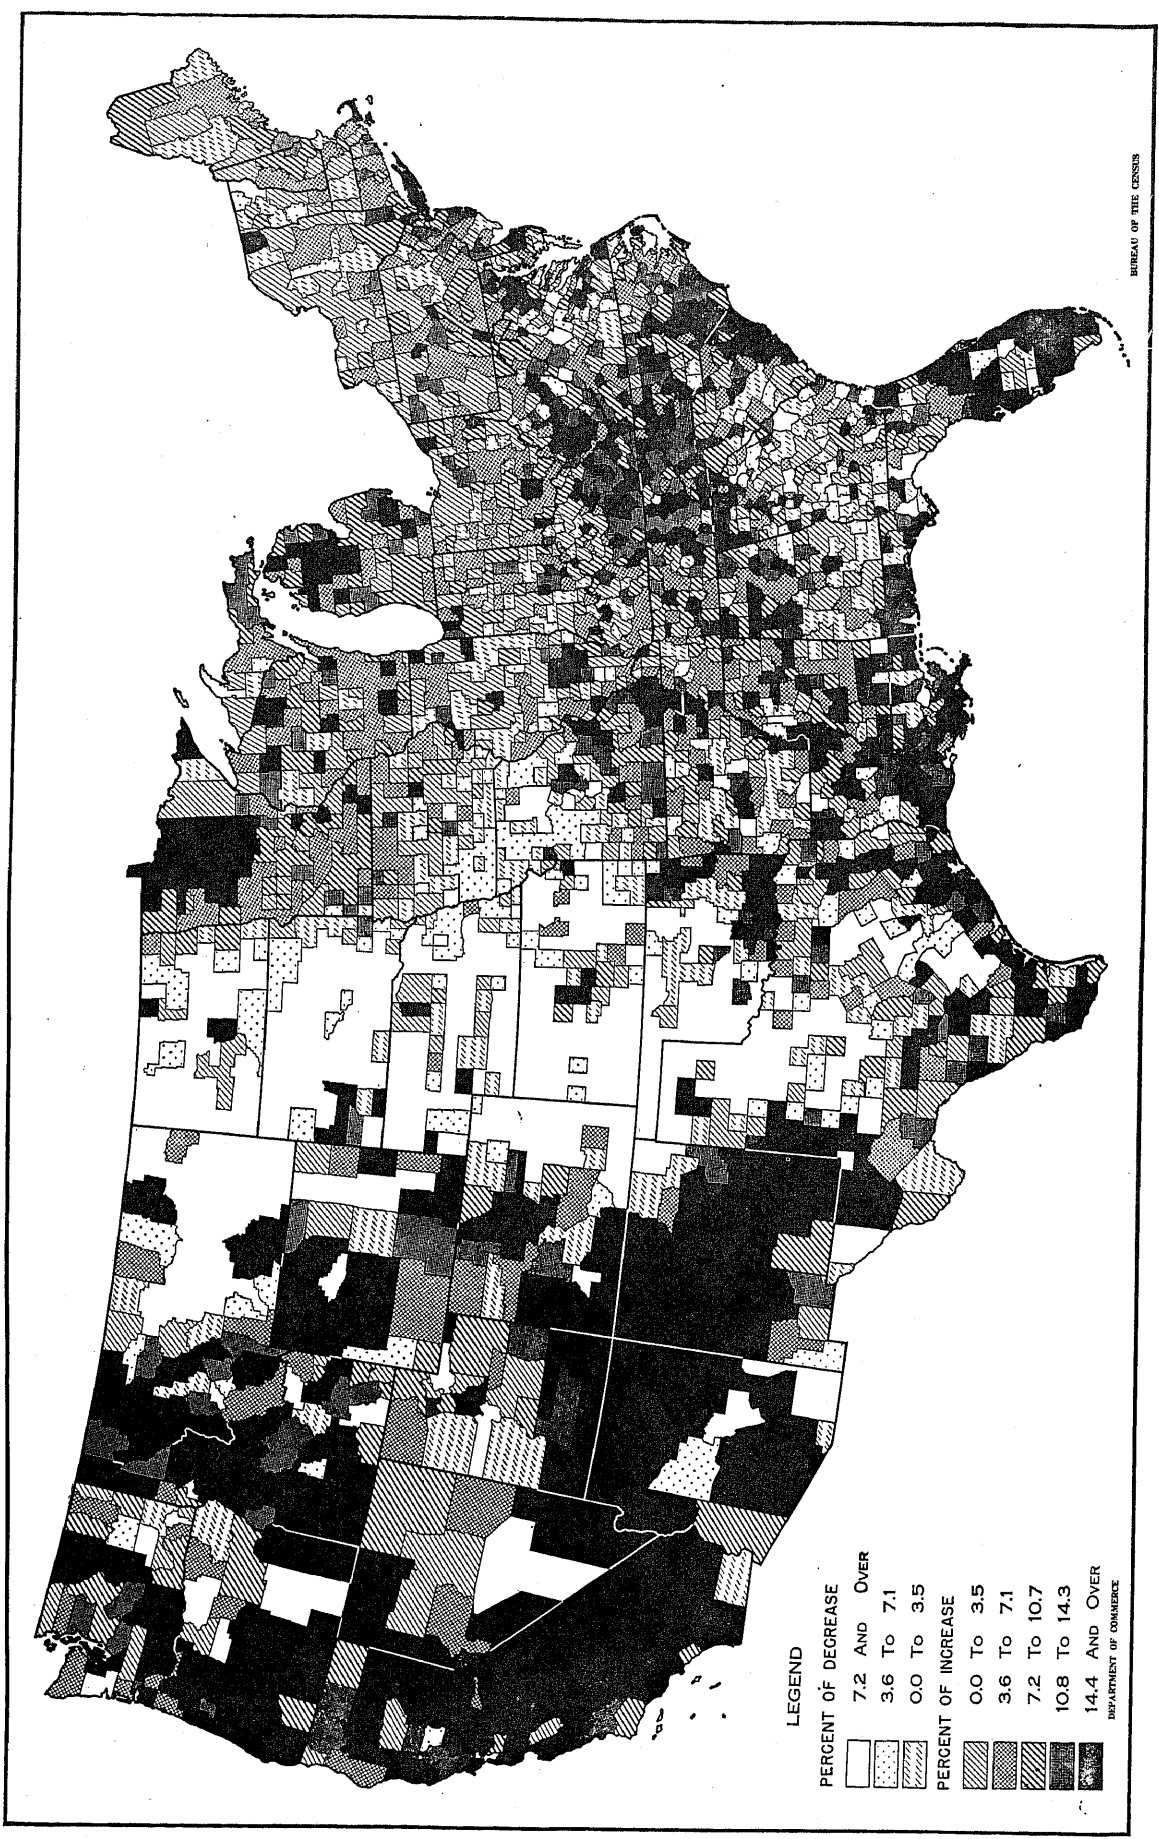 LEGEND
PERCENT OF DECREASE
7.2 AND OVER
3.6 TO 7.1
0.0 TO 3.5
PERCENT OF INCREASE
0.0 TO 3.5
3.6 TO 7.1
7.2 TO 10.7
10.8 TO 14.3
14.4 AND OVER
DEPARTMENT OF COMMERCE
BUREAU OF THE CENSUS